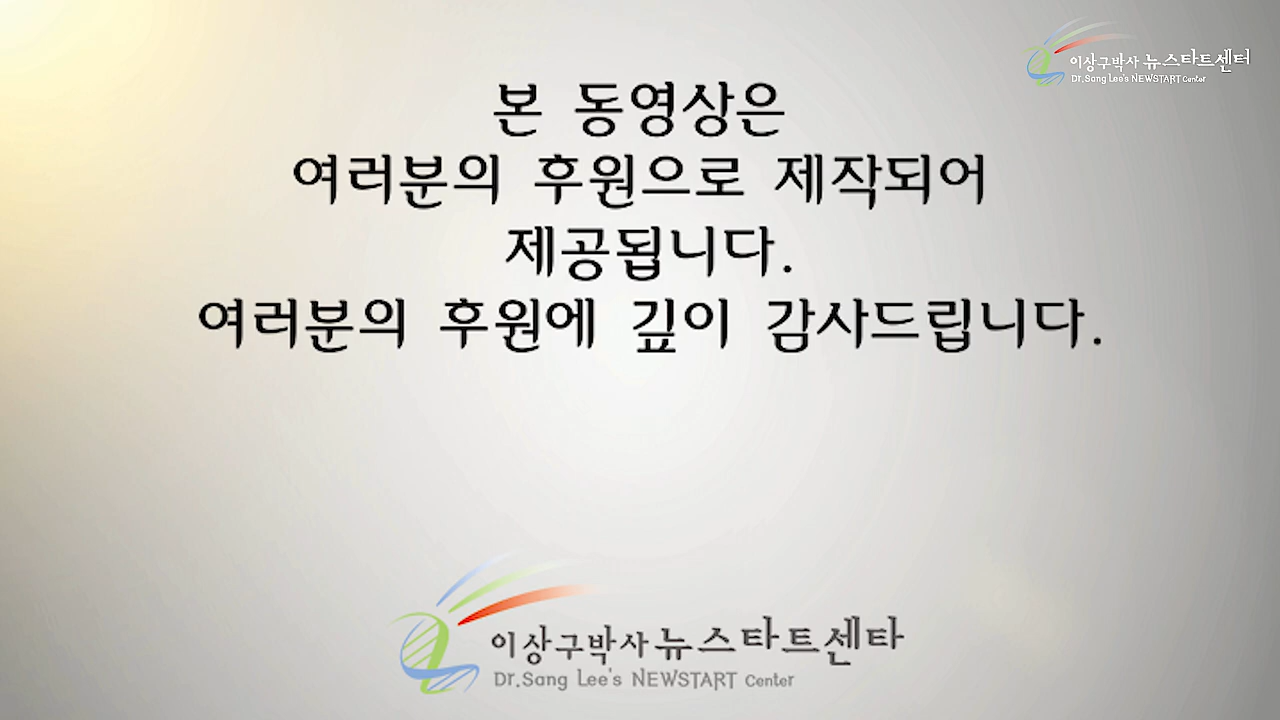 이상구박사 뉴스타트센터
Dr.Sang Lee's NEWSTART Center
본 동영상은
여러분의 후원으로 제작되어
제공됩니다.
여러분의 후원에 깊이 감사드립니다.
이상구박사 뉴스타트센타
Dr.Sang Lee's NEWSTART Center